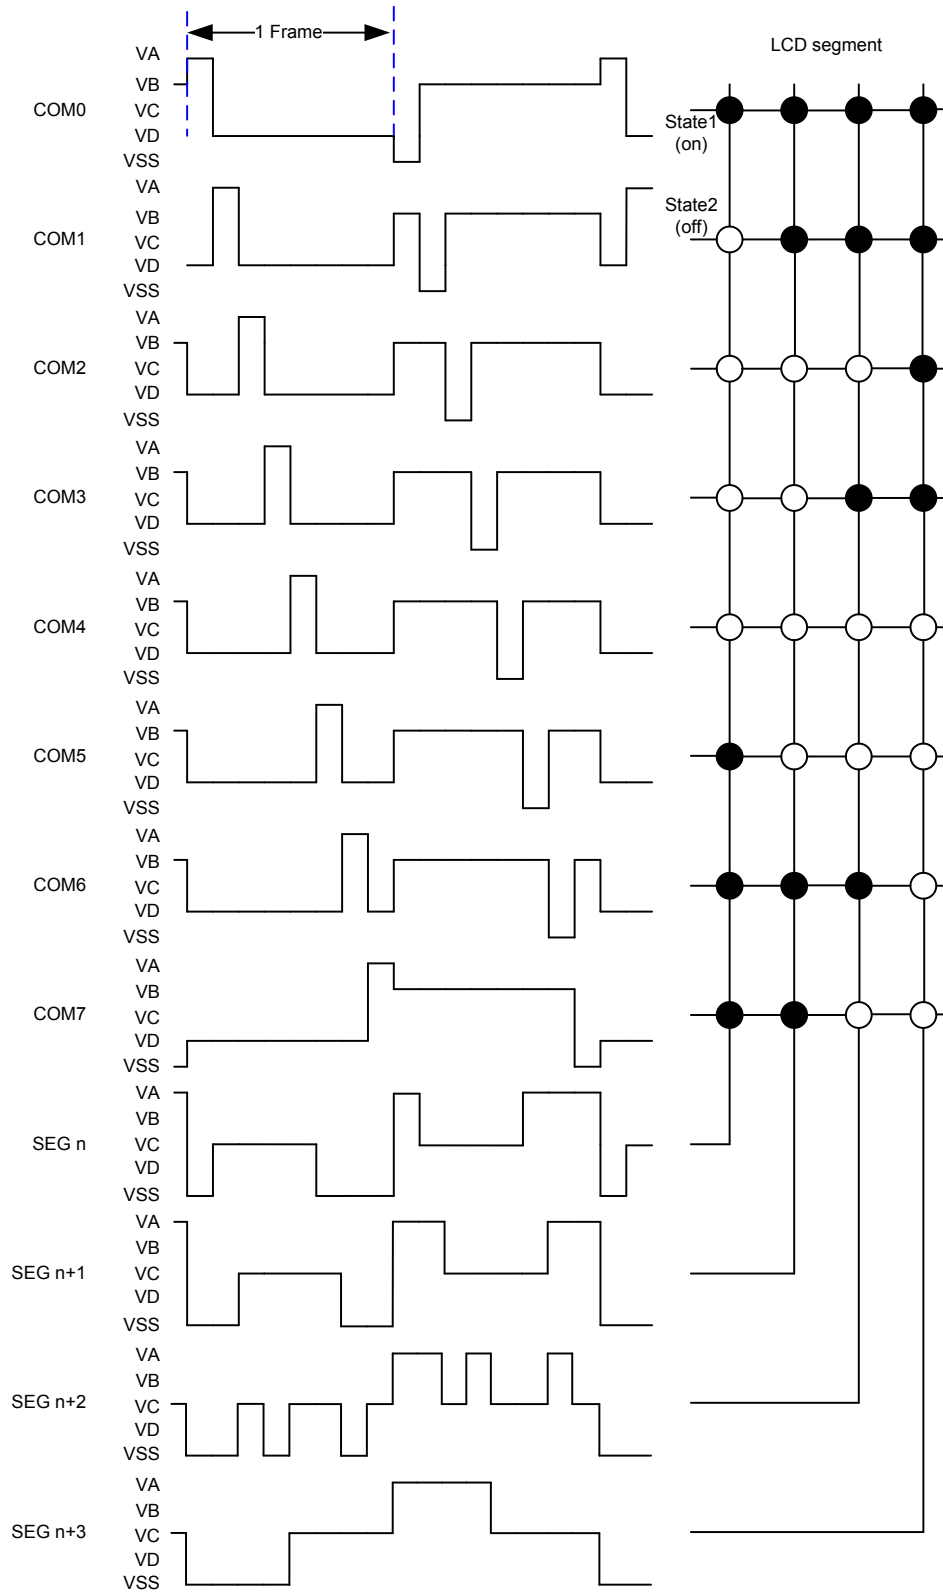 1 Frame
LCD segment
State1
(on)
State2
(off)
COM0
VA
VB
VC
VD
VSS
COM1
VA
VB
VC
VD
VSS
COM2
VA
VB
VC
VD
VSS
COM3
VA
VB
VC
VD
VSS
COM4
VA
VB
VC
VD
VSS
COM5
VA
VB
VC
VD
VSS
COM6
VA
VB
VC
VD
VSS
COM7
VA
VB
VC
VD
VSS
SEG n
VA
VB
VC
VD
VSS
SEG n+1
VA
VB
VC
VD
VSS
SEG n+2
VA
VB
VC
VD
VSS
SEG n+3
VA
VB
VC
VD
VSS